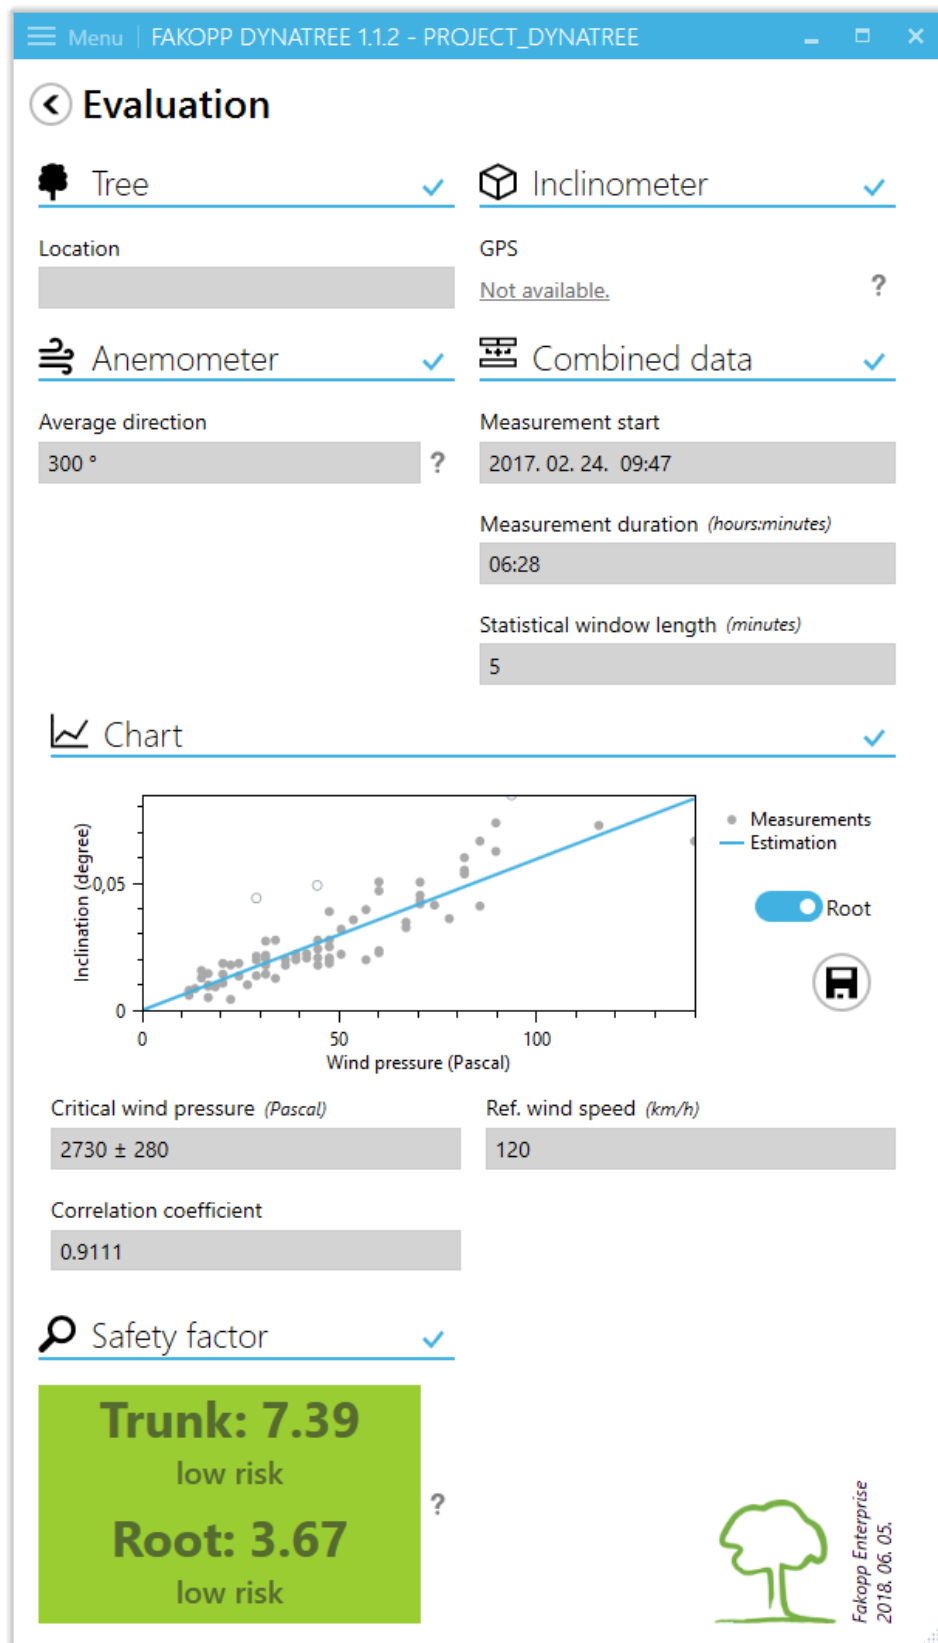 Menu | FAKOPP DYNATREE 1.1.2 - PROJECT_DYNATREE
Evaluation
Tree
Inclinometer
Location
GPS
Not available.
?
Anemometer
Combined data
Average direction
Measurement start
300 °
?
2017. 02. 24. 09:47
Measurement duration (hours:minutes)
06:28
Statistical window length (minutes)
5
Chart
Inclination (degree)
0,05
0
0
50
100
Wind pressure (Pascal)
Measurements
Estimation
Root
Critical wind pressure (Pascal)
Ref. wind speed (km/h)
2730 ± 280
120
Correlation coefficient
0.9111
Safety factor
Trunk: 7.39
low risk
?
Root: 3.67
low risk
Fakopp Enterprise
2018. 06. 05.